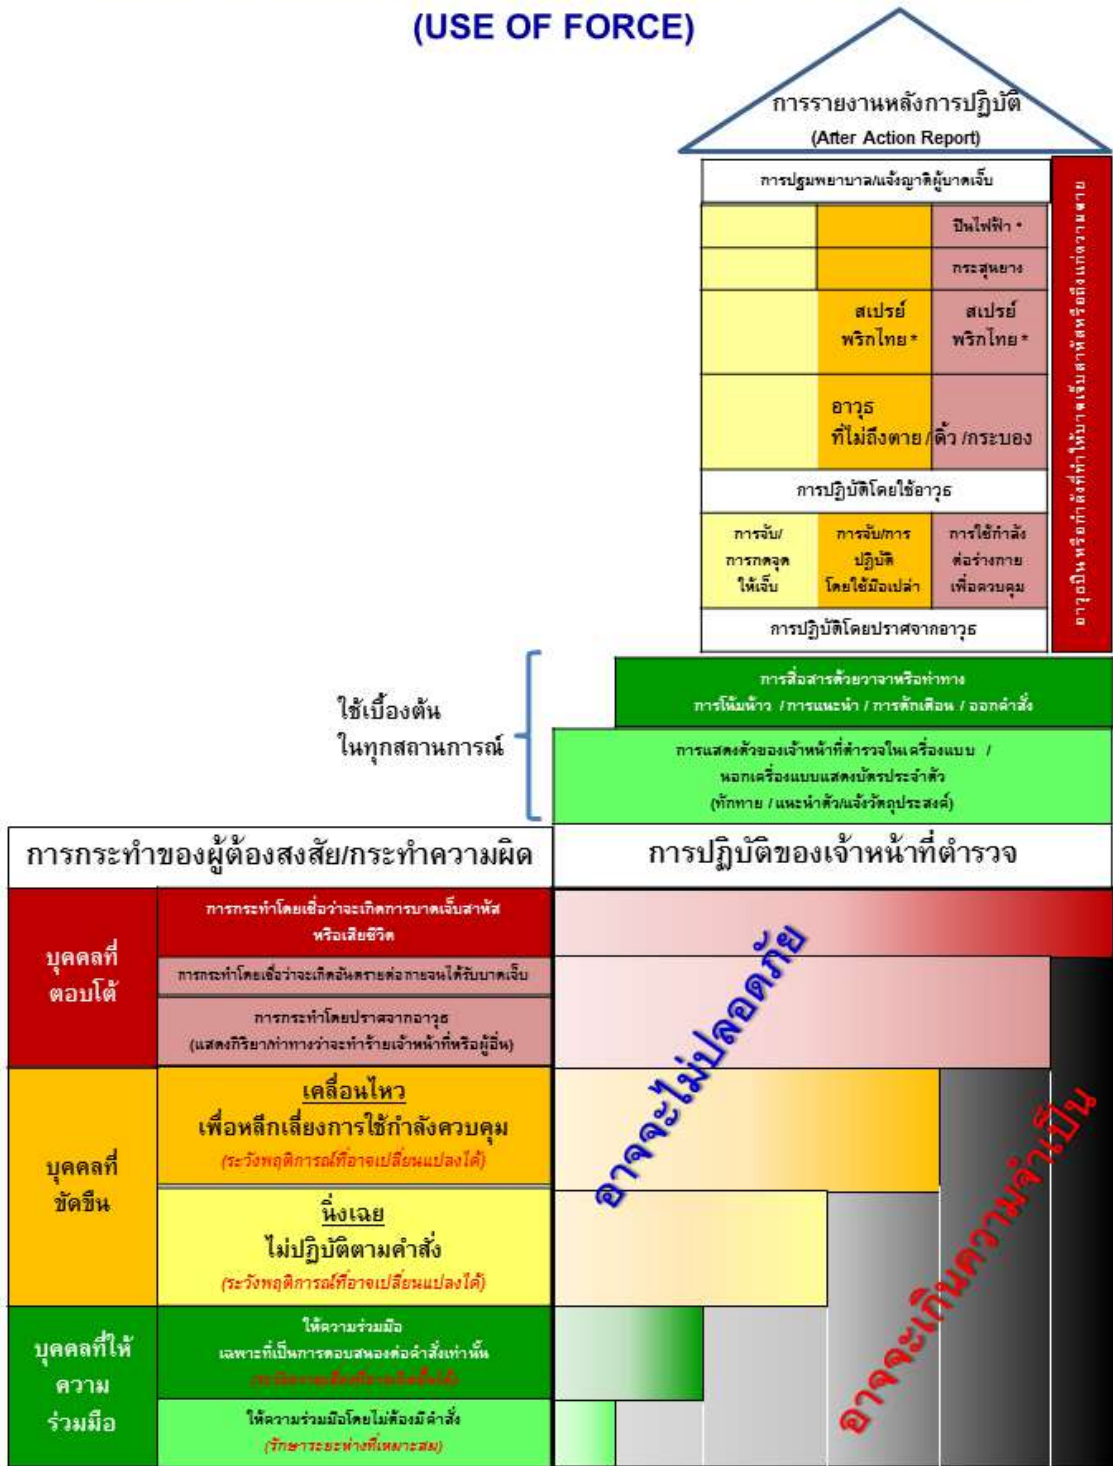 (USE OF FORCE)
การรายงานหลังการปฏิบัติ
(After Action Report)
การปฐมพยาบาล/แจ้งญาติผู้บาดเจ็บ
ปืนไฟฟ้า *
กระสุนยาง
สเปรย์
พริกไทย *
สเปรย์
พริกไทย *
อาวุธ
ที่ไม่ถึงตาย / ดิ้ว /กระบอง
การปฏิบัติโดยใช้อาวุธ
การจับ/
การกดจุด
ให้เจ็บ
การจับ/การ
ปฏิบัติ
โดยใช้มือเปล่า
การใช้กำลัง
ต่อร่างกาย
เพื่อควบคุม
การปฏิบัติโดยปราศจากอาวุธ
อาวุธปืนหรือกำลังที่ทำให้บาดเจ็บสาหัสหรือถึงแก่ความตาย
การสื่อสารด้วยวาจาหรือท่าทาง
การโน้มน้าว / การแนะนำ / การตักเตือน / ออกคำสั่ง
ใช้เบื้องต้น
ในทุกสถานการณ์
การแสดงตัวของเจ้าหน้าที่ตำรวจในเครื่องแบบ /
นอกเครื่องแบบแสดงบัตรประจำตัว
(ทักทาย / แนะนำตัว/แจ้งวัตถุประสงค์)
การกระทำของผู้ต้องสงสัย/กระทำความผิด
การปฏิบัติของเจ้าหน้าที่ตำรวจ
บุคคลที่
ตอบโต้
การกระทำโดยเชื่อว่าจะเกิดการบาดเจ็บสาหัส
หรือเสียชีวิต
การกระทำโดยเชื่อว่าจะเกิดอันตรายต่อกายจนได้รับบาดเจ็บ
การกระทำโดยปราศจากอาวุธ
(แสดงกิริยาท่าทางว่าจะทำร้ายเจ้าหน้าที่หรือผู้อื่น)
บุคคลที่
ขัดขืน
เคลื่อนไหว
เพื่อหลีกเลี่ยงการใช้กำลังควบคุม
(ระวังพฤติการณ์ที่อาจเปลี่ยนแปลงได้)
นิ่งเฉย
ไม่ปฏิบัติตามคำสั่ง
(ระวังพฤติการณ์ที่อาจเปลี่ยนแปลงได้)
บุคคลที่ให้
ความ
ร่วมมือ
ให้ความร่วมมือ
เฉพาะที่เป็นการตอบสนองต่อคำสั่งเท่านั้น
ให้ความร่วมมือโดยไม่ต้องมีคำสั่ง
(รักษาระยะห่างที่เหมาะสม)
อาจจะไม่ปลอดภัย
อาจจะเกินความจำเป็น